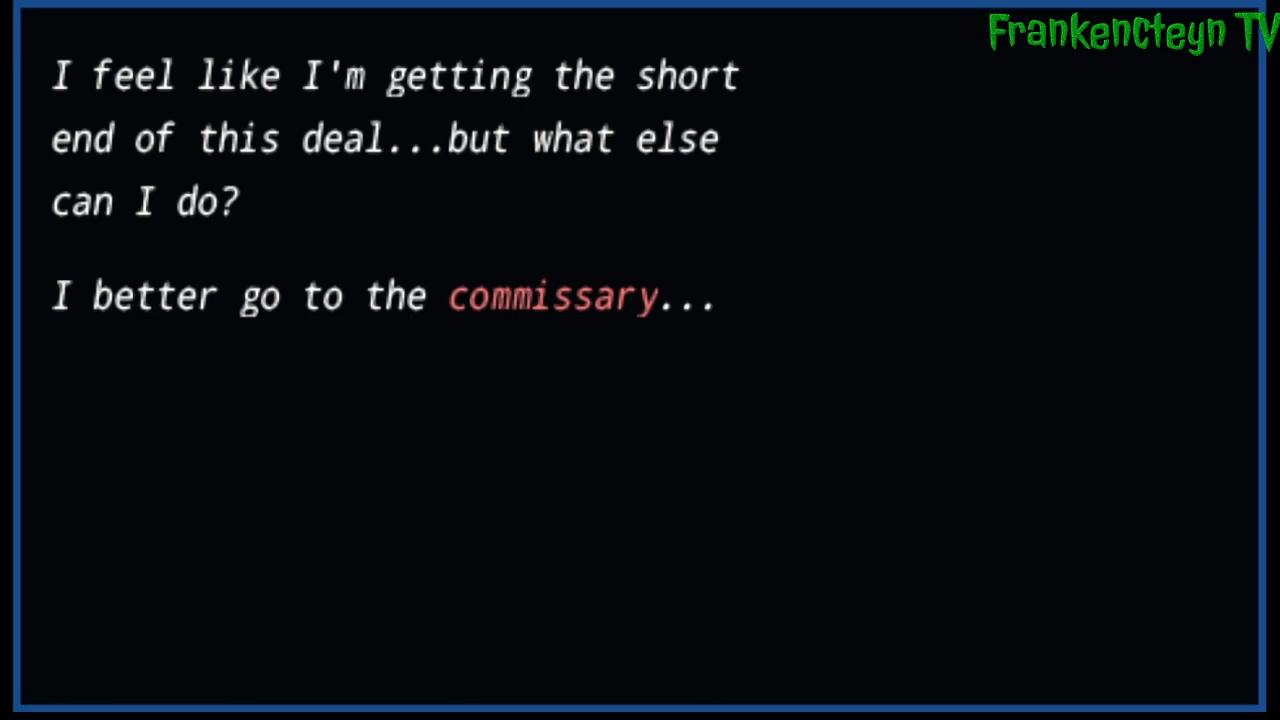 FrankenCteyn TV
I feel like I'm getting the short
end of this deal...but what else
can I do?
I better go to the commissary...